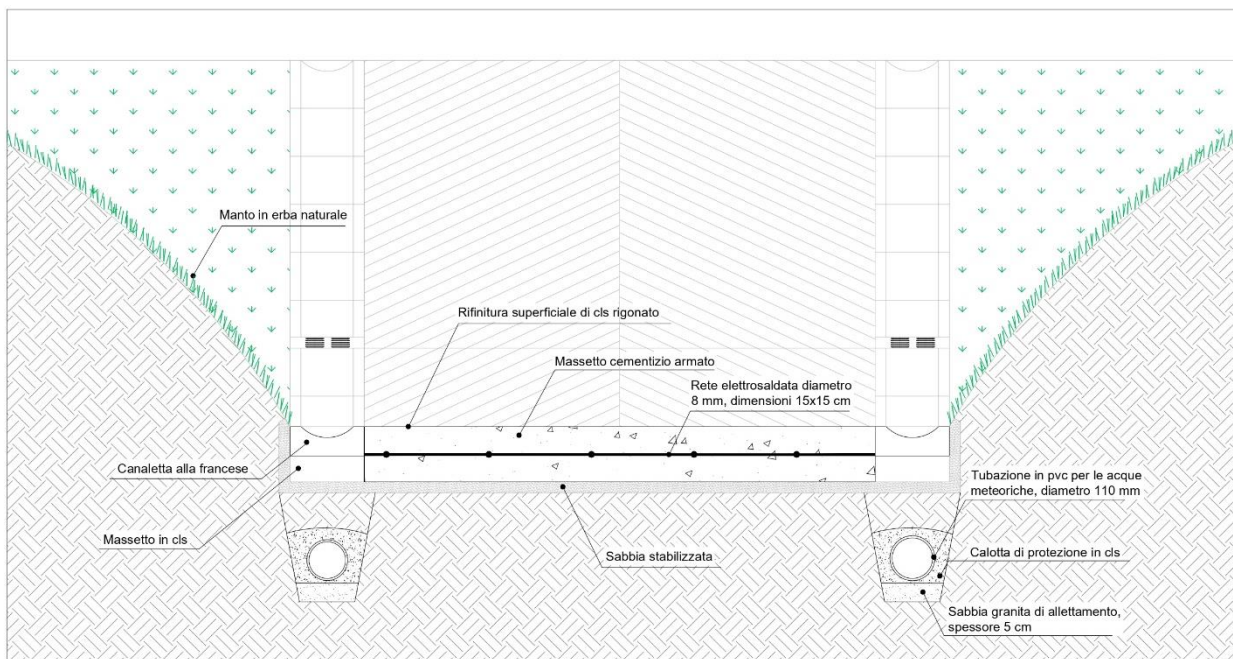 Manto in erba naturale
Rifinitura superficiale di cls rigonato
Massetto cementizio armato
Rete elettrosaldata diametro
8 mm, dimensioni 15x15 cm
Canaletta alla francese
Massetto in cls
Sabbia stabilizzata
Tubazione in pvc per le acque
meteoriche, diametro 110 mm
Calotta di protezione in cls
Sabbia granita di allettamento,
spessore 5 cm